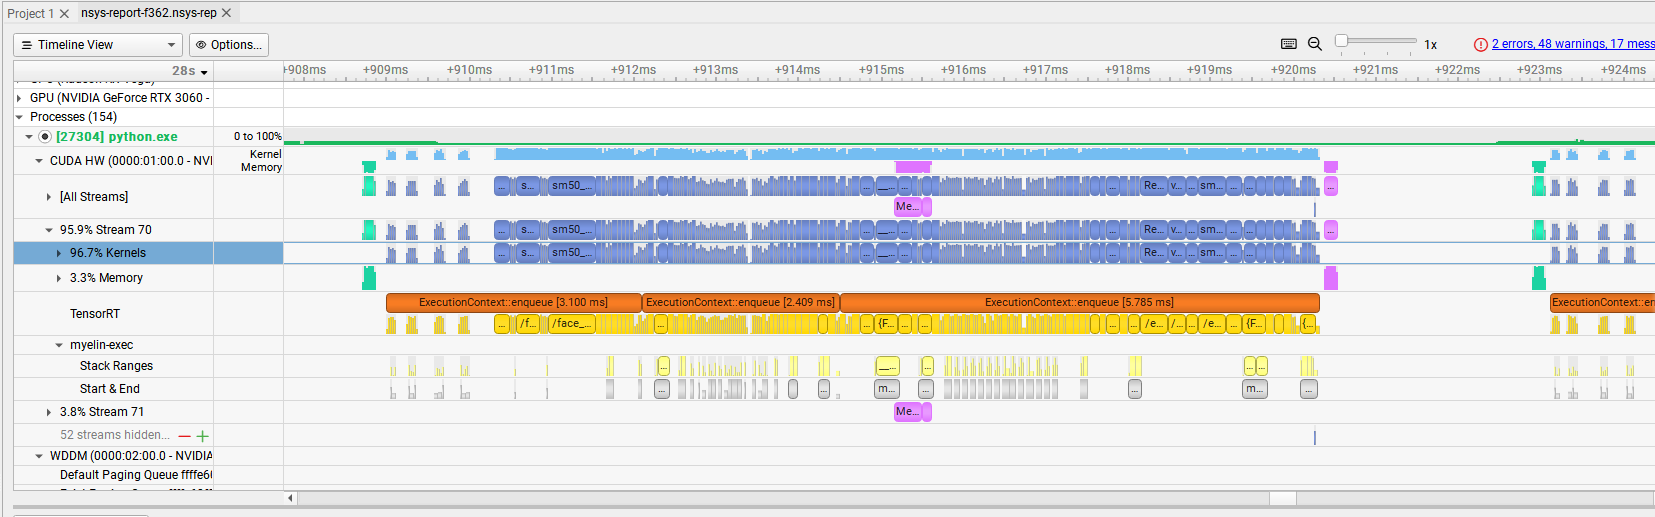 Project 1
nsys-report-f362.nsys-rep
Timeline View
Options...
1x
2 errors, 48 warnings, 17 mess
28s
+908ms +909ms +910ms +911ms +912ms +913ms +914ms +915ms +916ms +917ms +918ms +919ms +920ms +921ms +922ms +923ms +924ms
GPU (NVIDIA GeForce RTX 3060 -
Processes (154)
[27304] python.exe 0 to 100%
CUDA HW (0000:01:00.0 - NVI Kernel
Memory
[All Streams] ... s... sm50_... ... __... ... ... ... Re... v... sm... ... ... ...
Me...
95.9% Stream 70 ... s... sm50_... ... __... ... ... ... Re... v... sm... ... ... ...
96.7% Kernels ... s... sm50_... ... __... ... ... ... Re... v... sm... ... ...
3.3% Memory
TensorRT
ExecutionContext::enqueue [3.100 ms] ExecutionContext::enqueue [2.409 ms] ExecutionContext::enqueue [5.785 ms] ExecutionContext::en
... /f... /face_... ... ... ... {F... ... ... ... ... /e... /... /e... ... {F... {...
myelin-exec
Stack Ranges ... __... ... ... ...
Start & End ... ... m... ... ... m... ...
3.8% Stream 71 Me...
52 streams hidden...
WDDM (0000:02:00.0 - NVIDIA
Default Paging Queue ffffe6